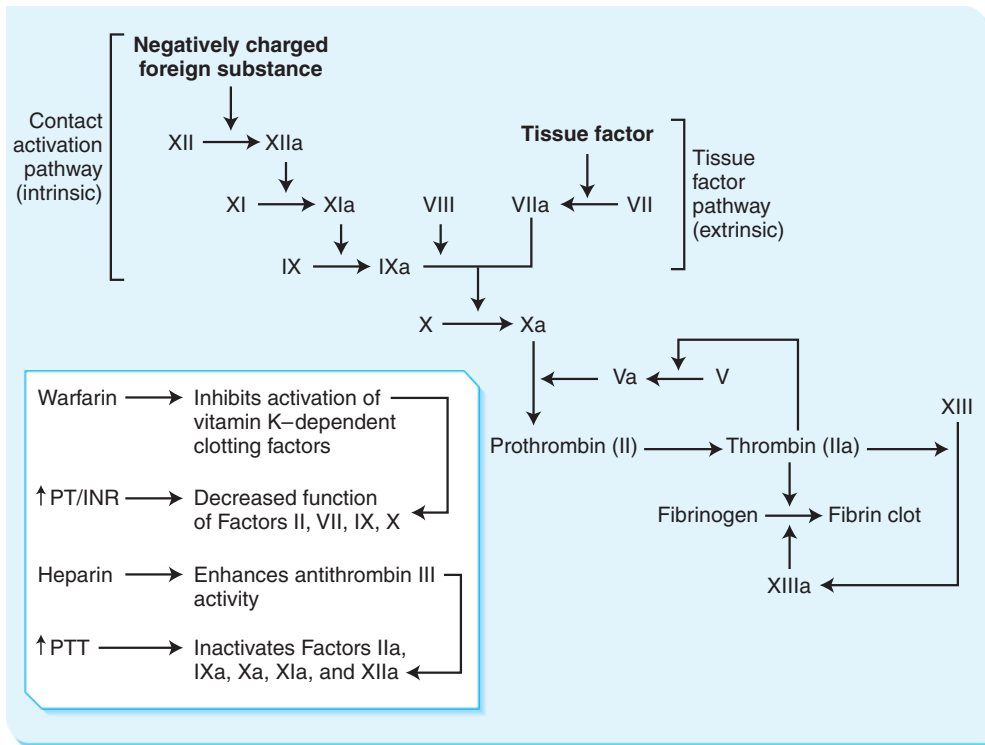 Negatively charged
foreign substance
Contact
activation
pathway
(intrinsic)
XII
XIIa
Tissue factor
Tissue
factor
pathway
(extrinsic)
XI
XIa
VIII
VIIa
VII
IX
IXa
X
Xa
Va
V
XIII
Prothrombin (II)
Thrombin (IIa)
Fibrinogen
Fibrin clot
XIIIa
Warfarin
Inhibits activation of
vitamin K–dependent
clotting factors
↑PT/INR
Decreased function
of Factors II, VII, IX, X
Heparin
Enhances antithrombin III
activity
↑PTT
Inactivates Factors IIa,
IXa, Xa, XIa, and XIIa